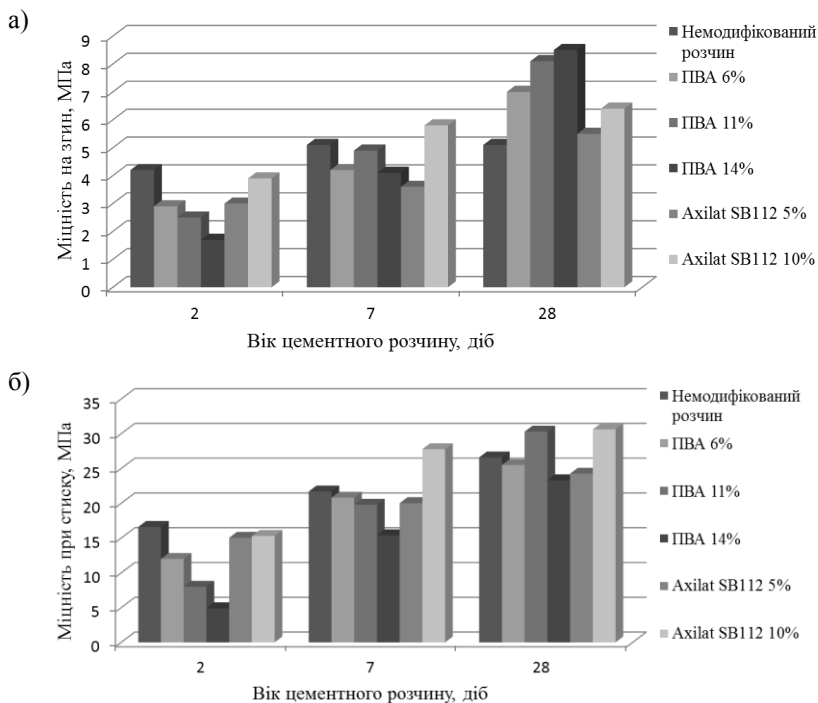 а)
Міцність на згин, МПа
9
8
7
6
5
4
3
2
1
0
2
7
28
Вік цементного розчину, діб
Немодифікований
розчин
ПВА 6%
ПВА 11%
ПВА 14%
Axilat SB112 5%
Axilat SB112 10%
б)
Міцність при стиску, МПа
35
30
25
20
15
10
5
0
2
7
28
Вік цементного розчину, діб
Немодифікований
розчин
ПВА 6%
ПВА 11%
ПВА 14%
Axilat SB112 5%
Axilat SB112 10%